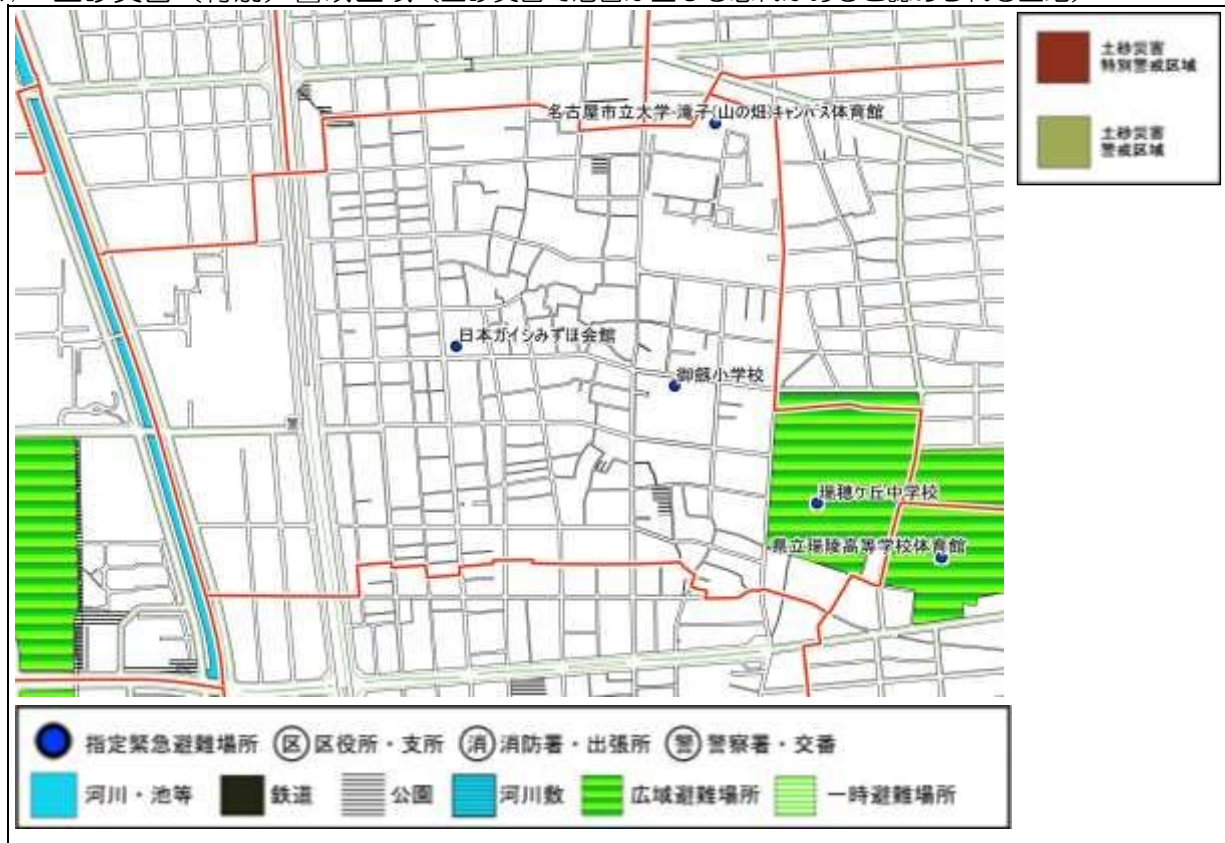 土砂災害（特別）警戒区域（土砂災害で危害が生じる恐れがあると認められる土地）
土砂災害
特別警戒区域
土砂災害
警戒区域
名古屋市立大学 滝子(山の畑)キャンパス体育館
日本ガイシみずほ会館
御劔小学校
瑞穂ケ丘中学校
県立瑞陵高等学校体育館
指定緊急避難場所 区 区役所・支所 消 消防署・出張所 警 警察署・交番
河川・池等 鉄道 公園 河川敷 広域避難場所 一時避難場所